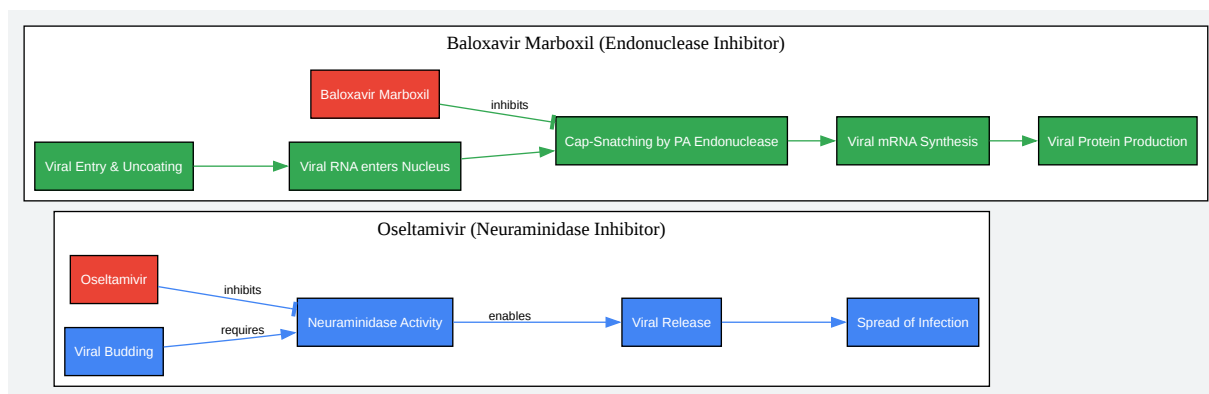 Baloxavir Marboxil (Endonuclease Inhibitor)
Baloxavir Marboxil
inhibits
Cap-Snatching by PA Endonuclease
Viral mRNA Synthesis
Viral Protein Production
Viral Entry & Uncoating
Viral RNA enters Nucleus
Oseltamivir (Neuraminidase Inhibitor)
Oseltamivir
inhibits
Neuraminidase Activity
enables
Viral Release
Spread of Infection
requires
Viral Budding